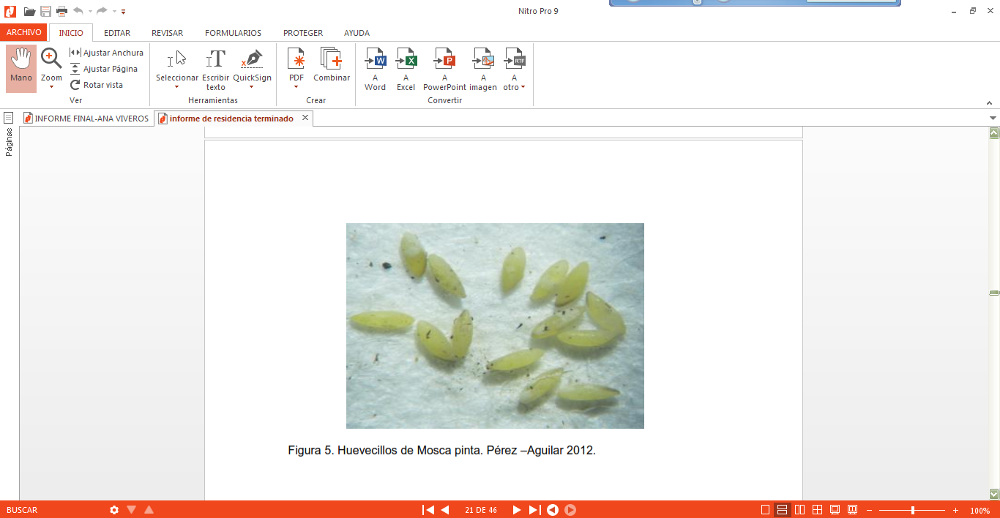 Nitro Pro 9
ARCHIVO INICIO EDITAR REVISAR FORMULARIOS PROTEGER AYUDA
Mano
Zoom
Ajustar Anchura
Ajustar Página
Rotar vista
Ver
Seleccionar
Escribir
texto
QuickSign
Herramientas
PDF
Combinar
Crear
A
Word
A
Excel
A
PowerPoint
A
imagen
A
otro
Convertir
W
X
P
RTF
INFORME FINAL-ANA VIVEROS
informe de residencia terminado
Páginas
Figura 5. Huevecillos de Mosca pinta. Pérez –Aguilar 2012.
BUSCAR
21 DE 46
100%